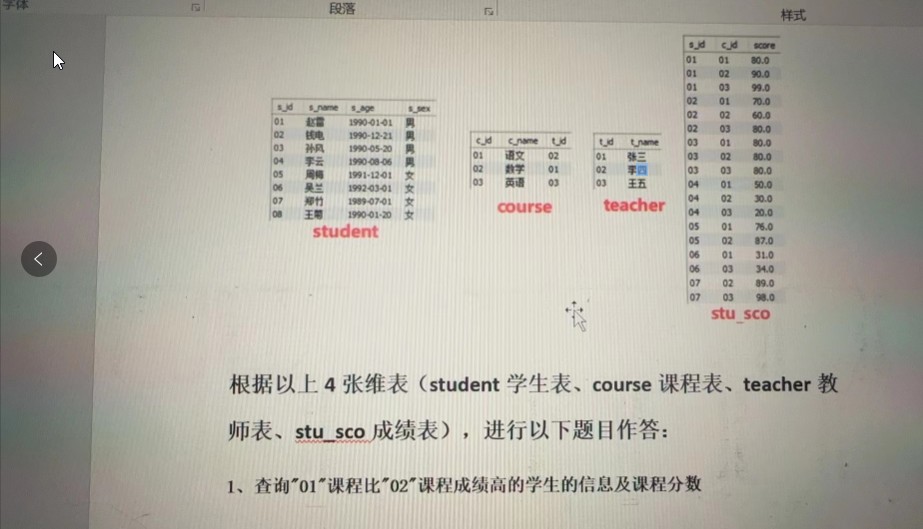 字体 段落 样式
s_id s_name s_age s_sex
01 赵雷 1990-01-01 男
02 钱电 1990-12-21 男
03 孙风 1990-05-20 男
04 李云 1990-08-06 男
05 周梅 1991-12-01 女
06 吴兰 1992-03-01 女
07 郑竹 1989-07-01 女
08 王菊 1990-01-20 女
student
c_id c_name t_id
01 语文 02
02 数学 01
03 英语 03
course
t_id t_name
01 张三
02 李四
03 王五
teacher
s_id c_id score
01 01 80.0
01 02 90.0
01 03 99.0
02 01 70.0
02 02 60.0
02 03 80.0
03 01 80.0
03 02 80.0
03 03 80.0
04 01 50.0
04 02 30.0
04 03 20.0
05 01 76.0
05 02 87.0
06 01 31.0
06 03 34.0
07 02 89.0
07 03 98.0
stu_sco
根据以上 4 张维表（student 学生表、course 课程表、teacher 教
师表、stu_sco 成绩表），进行以下题目作答：
1、查询"01"课程比"02"课程成绩高的学生的信息及课程分数